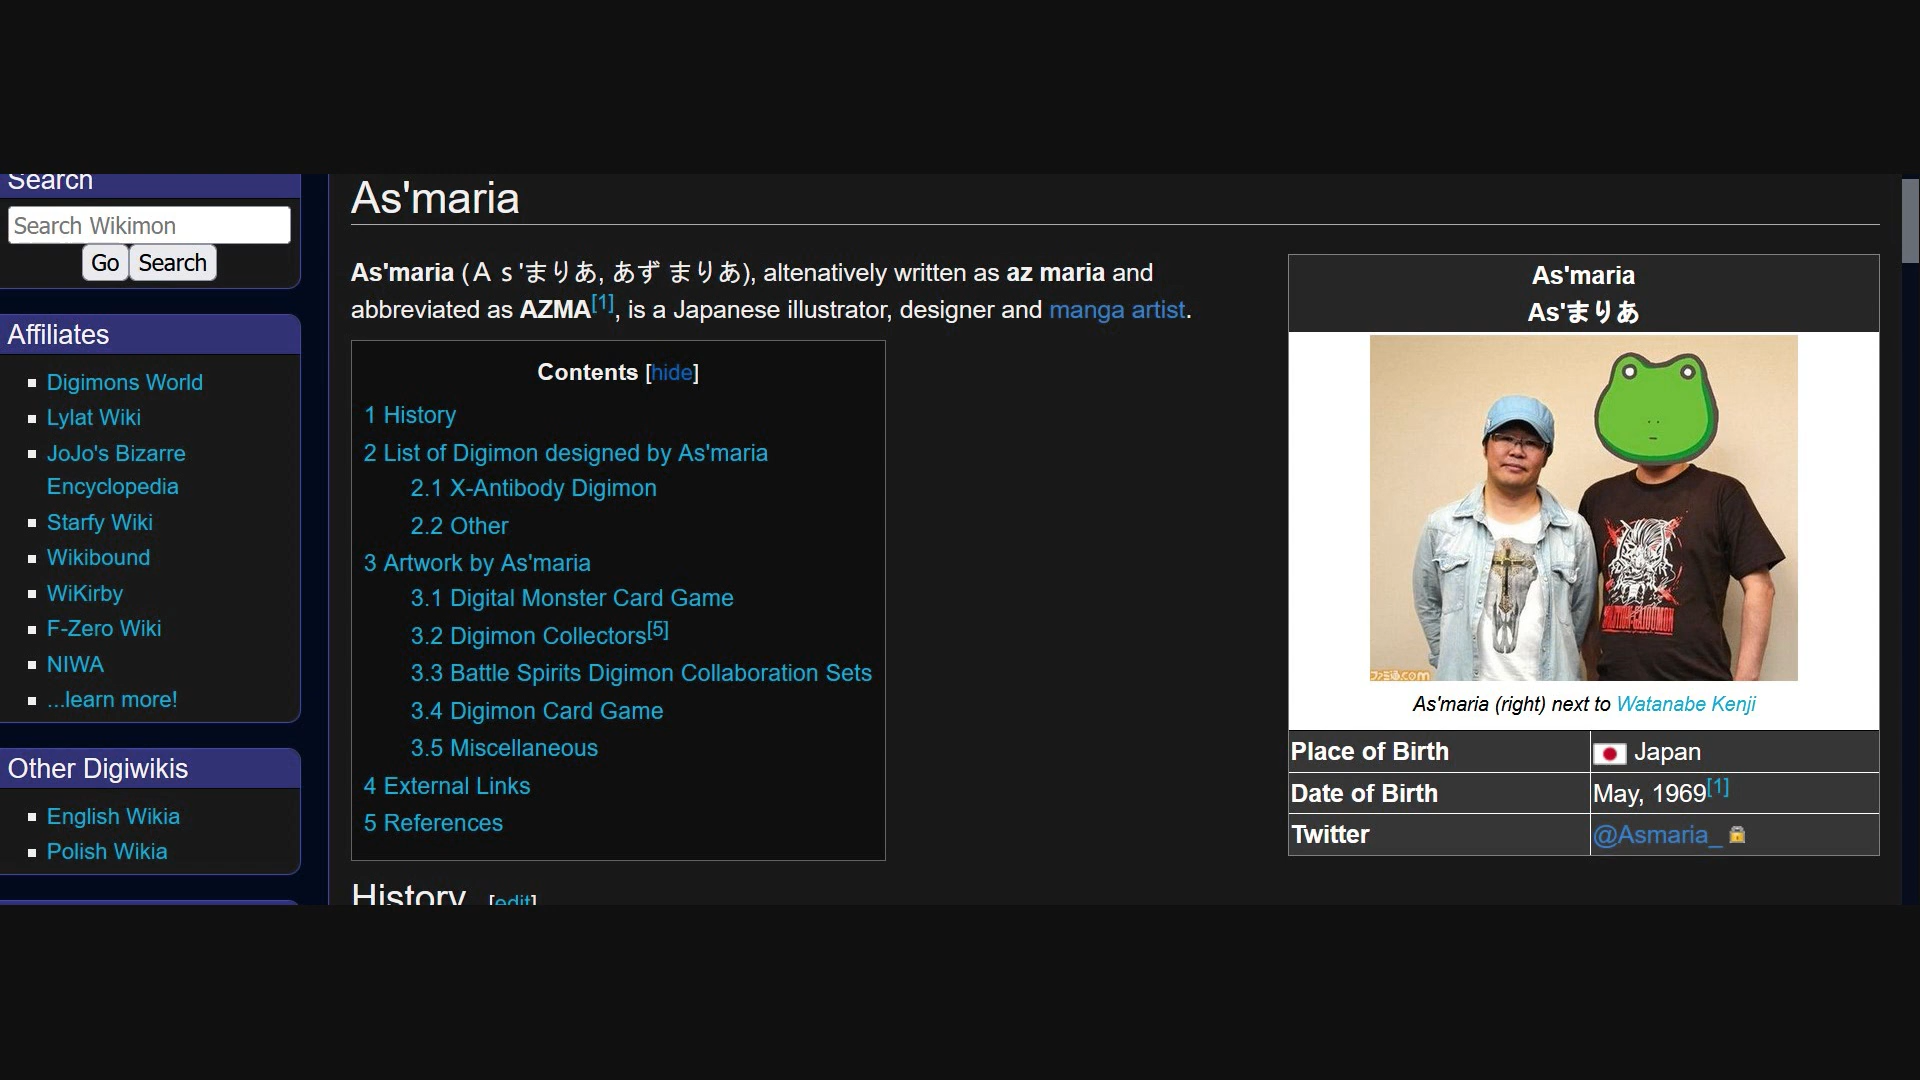 Search
Search Wikimon
Go Search
Affiliates
Digimons World
Lylat Wiki
JoJo's Bizarre
Encyclopedia
Starfy Wiki
Wikibound
WiKirby
F-Zero Wiki
NIWA
...learn more!
Other Digiwikis
English Wikia
Polish Wikia
As'maria
As'maria (Ａｓ'まりあ, あず まりあ), altenatively written as az maria and
abbreviated as AZMA[1], is a Japanese illustrator, designer and manga artist.
Contents [hide]
1 History
2 List of Digimon designed by As'maria
2.1 X-Antibody Digimon
2.2 Other
3 Artwork by As'maria
3.1 Digital Monster Card Game
3.2 Digimon Collectors[5]
3.3 Battle Spirits Digimon Collaboration Sets
3.4 Digimon Card Game
3.5 Miscellaneous
4 External Links
5 References
History [edit]
As'maria
As'まりあ
ファミ通.com
As'maria (right) next to Watanabe Kenji
Place of Birth Japan
Date of Birth May, 1969[1]
Twitter @Asmaria_